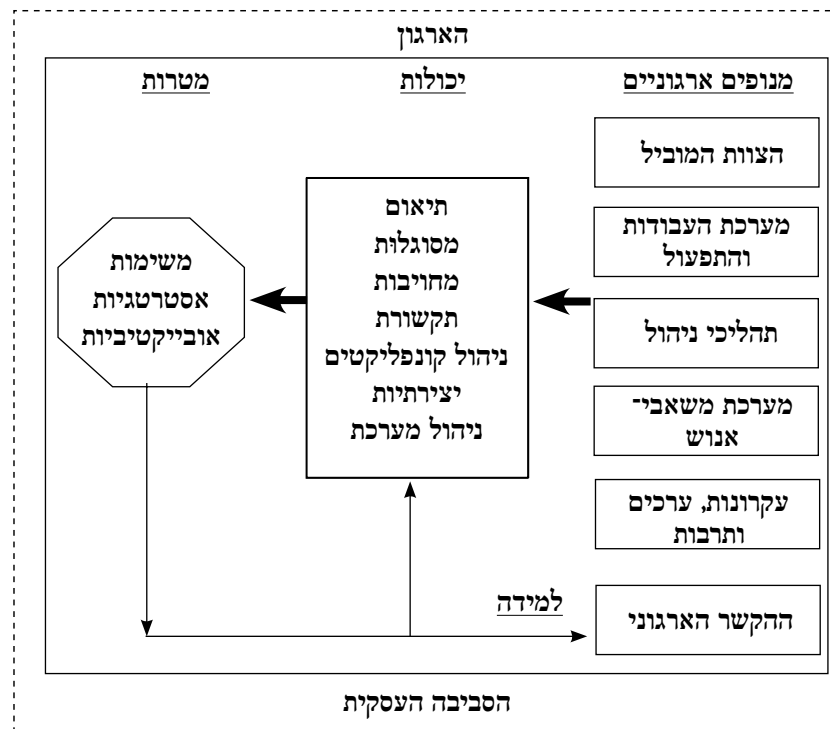 הארגון
מנופים ארגוניים
יכולות
מטרות
הצוות המוביל
מערכת העבודות
והתפעול
תהליכי ניהול
מערכת משאבי־
אנוש
עקרונות, ערכים
ותרבות
ההקשר הארגוני
תיאום
מסוגלוּת
מחויבות
תקשורת
ניהול קונפליקטים
יצירתיות
ניהול מערכת
משימות
אסטרטגיות
אובייקטיביות
למידה
הסביבה העסקית